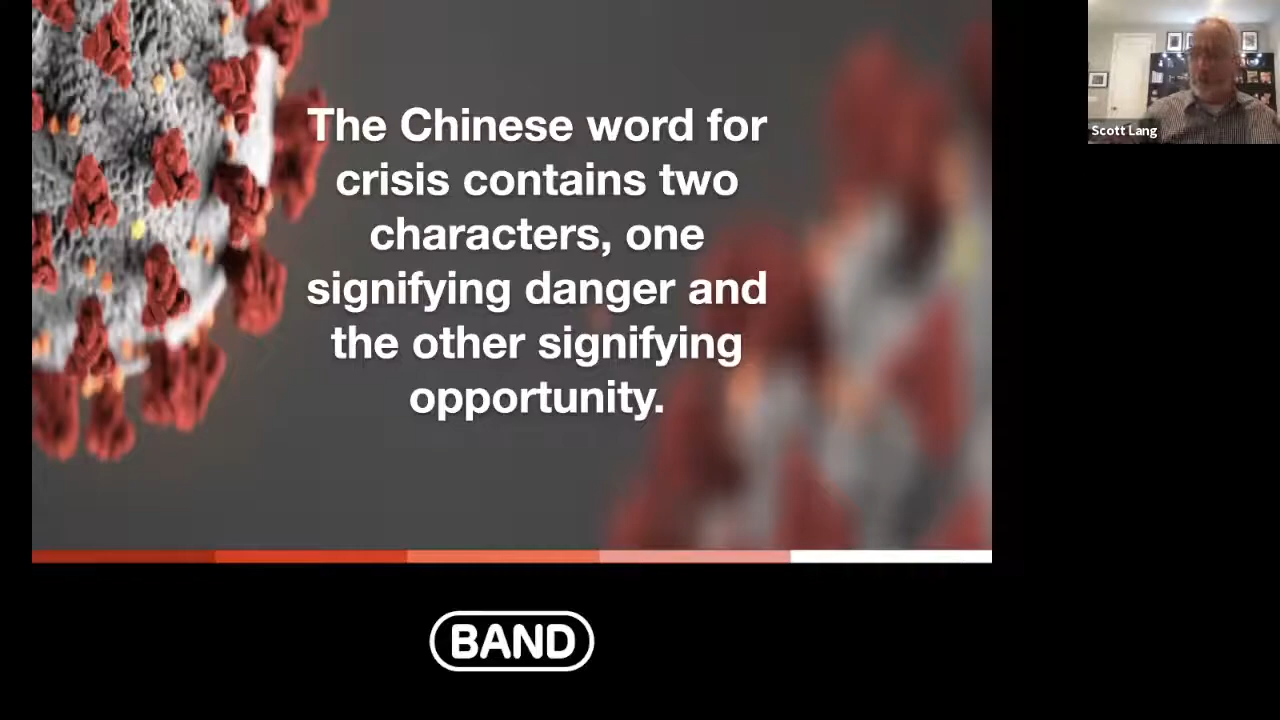 The Chinese word for
crisis contains two
characters, one
signifying danger and
the other signifying
opportunity.
Scott Lang
BAND